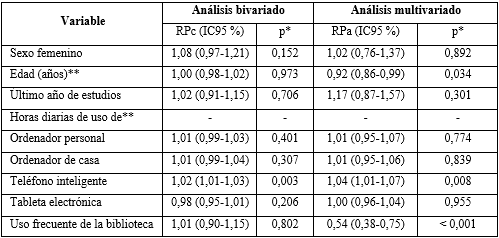 Variable Análisis bivariado Análisis multivariado
RPc (IC95 %) p* RPa (IC95 %) p*
Sexo femenino 1,08 (0,97-1,21) 0,152 1,02 (0,76-1,37) 0,892
Edad (años)** 1,00 (0,98-1,02) 0,973 0,92 (0,86-0,99) 0,034
Último año de estudios 1,02 (0,91-1,15) 0,706 1,17 (0,87-1,57) 0,301
Horas diarias de uso de** - - - -
Ordenador personal 1,01 (0,99-1,03) 0,401 1,01 (0,95-1,07) 0,774
Ordenador de casa 1,01 (0,99-1,04) 0,307 1,01 (0,95-1,06) 0,839
Teléfono inteligente 1,02 (1,01-1,03) 0,003 1,04 (1,01-1,07) 0,008
Tableta electrónica 0,98 (0,95-1,01) 0,206 1,00 (0,96-1,04) 0,955
Uso frecuente de la biblioteca 1,01 (0,90-1,15) 0,802 0,54 (0,38-0,75) < 0,001